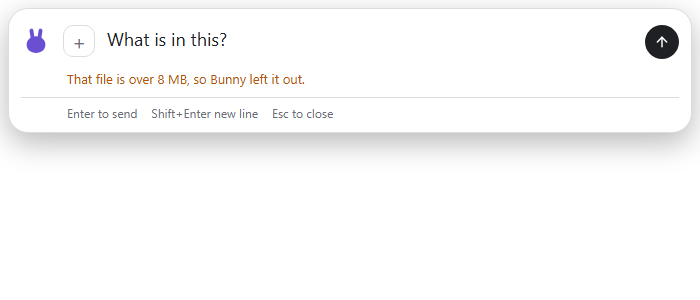 What is in this?
That file is over 8 MB, so Bunny left it out.
Enter to send Shift+Enter new line Esc to close